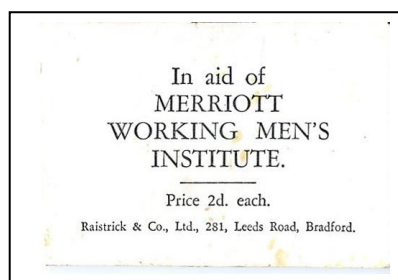 In aid of
MERRIOTT
WORKING MEN'S
INSTITUTE.
Price 2d. each.
Raistrick & Co., Ltd., 281, Leeds Road, Bradford.